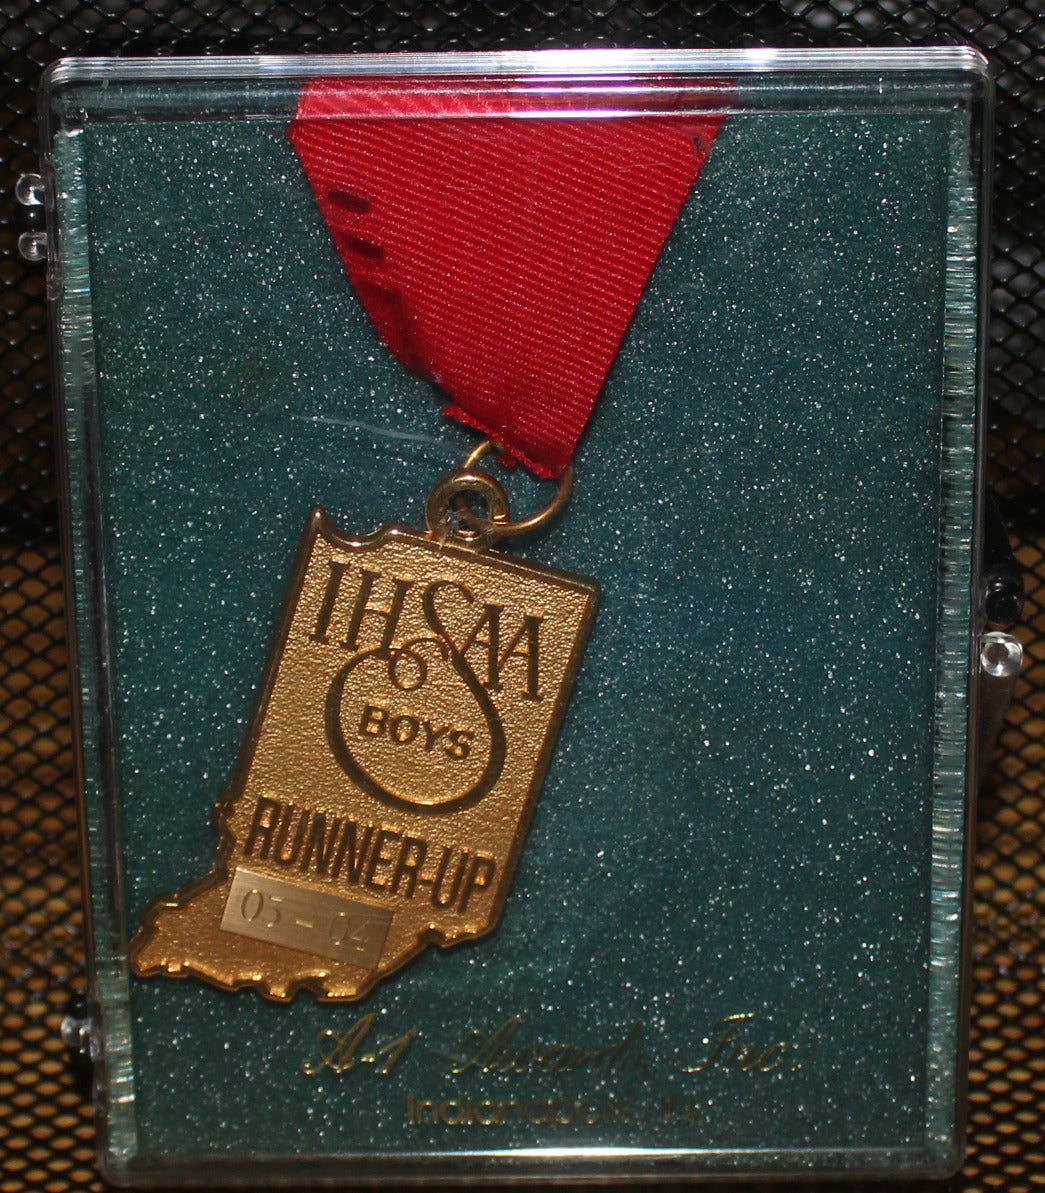 IHSAA
BOYS
RUNNER-UP
03-04
A-1 Awards, Inc.
Indianapolis, IN